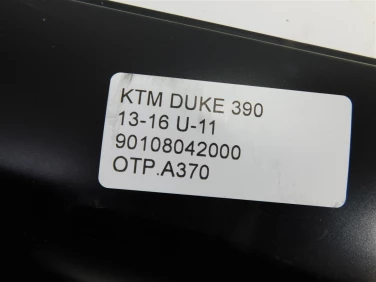 KTM DUKE 390
13-16 U-11
90108042000
OTP.A370